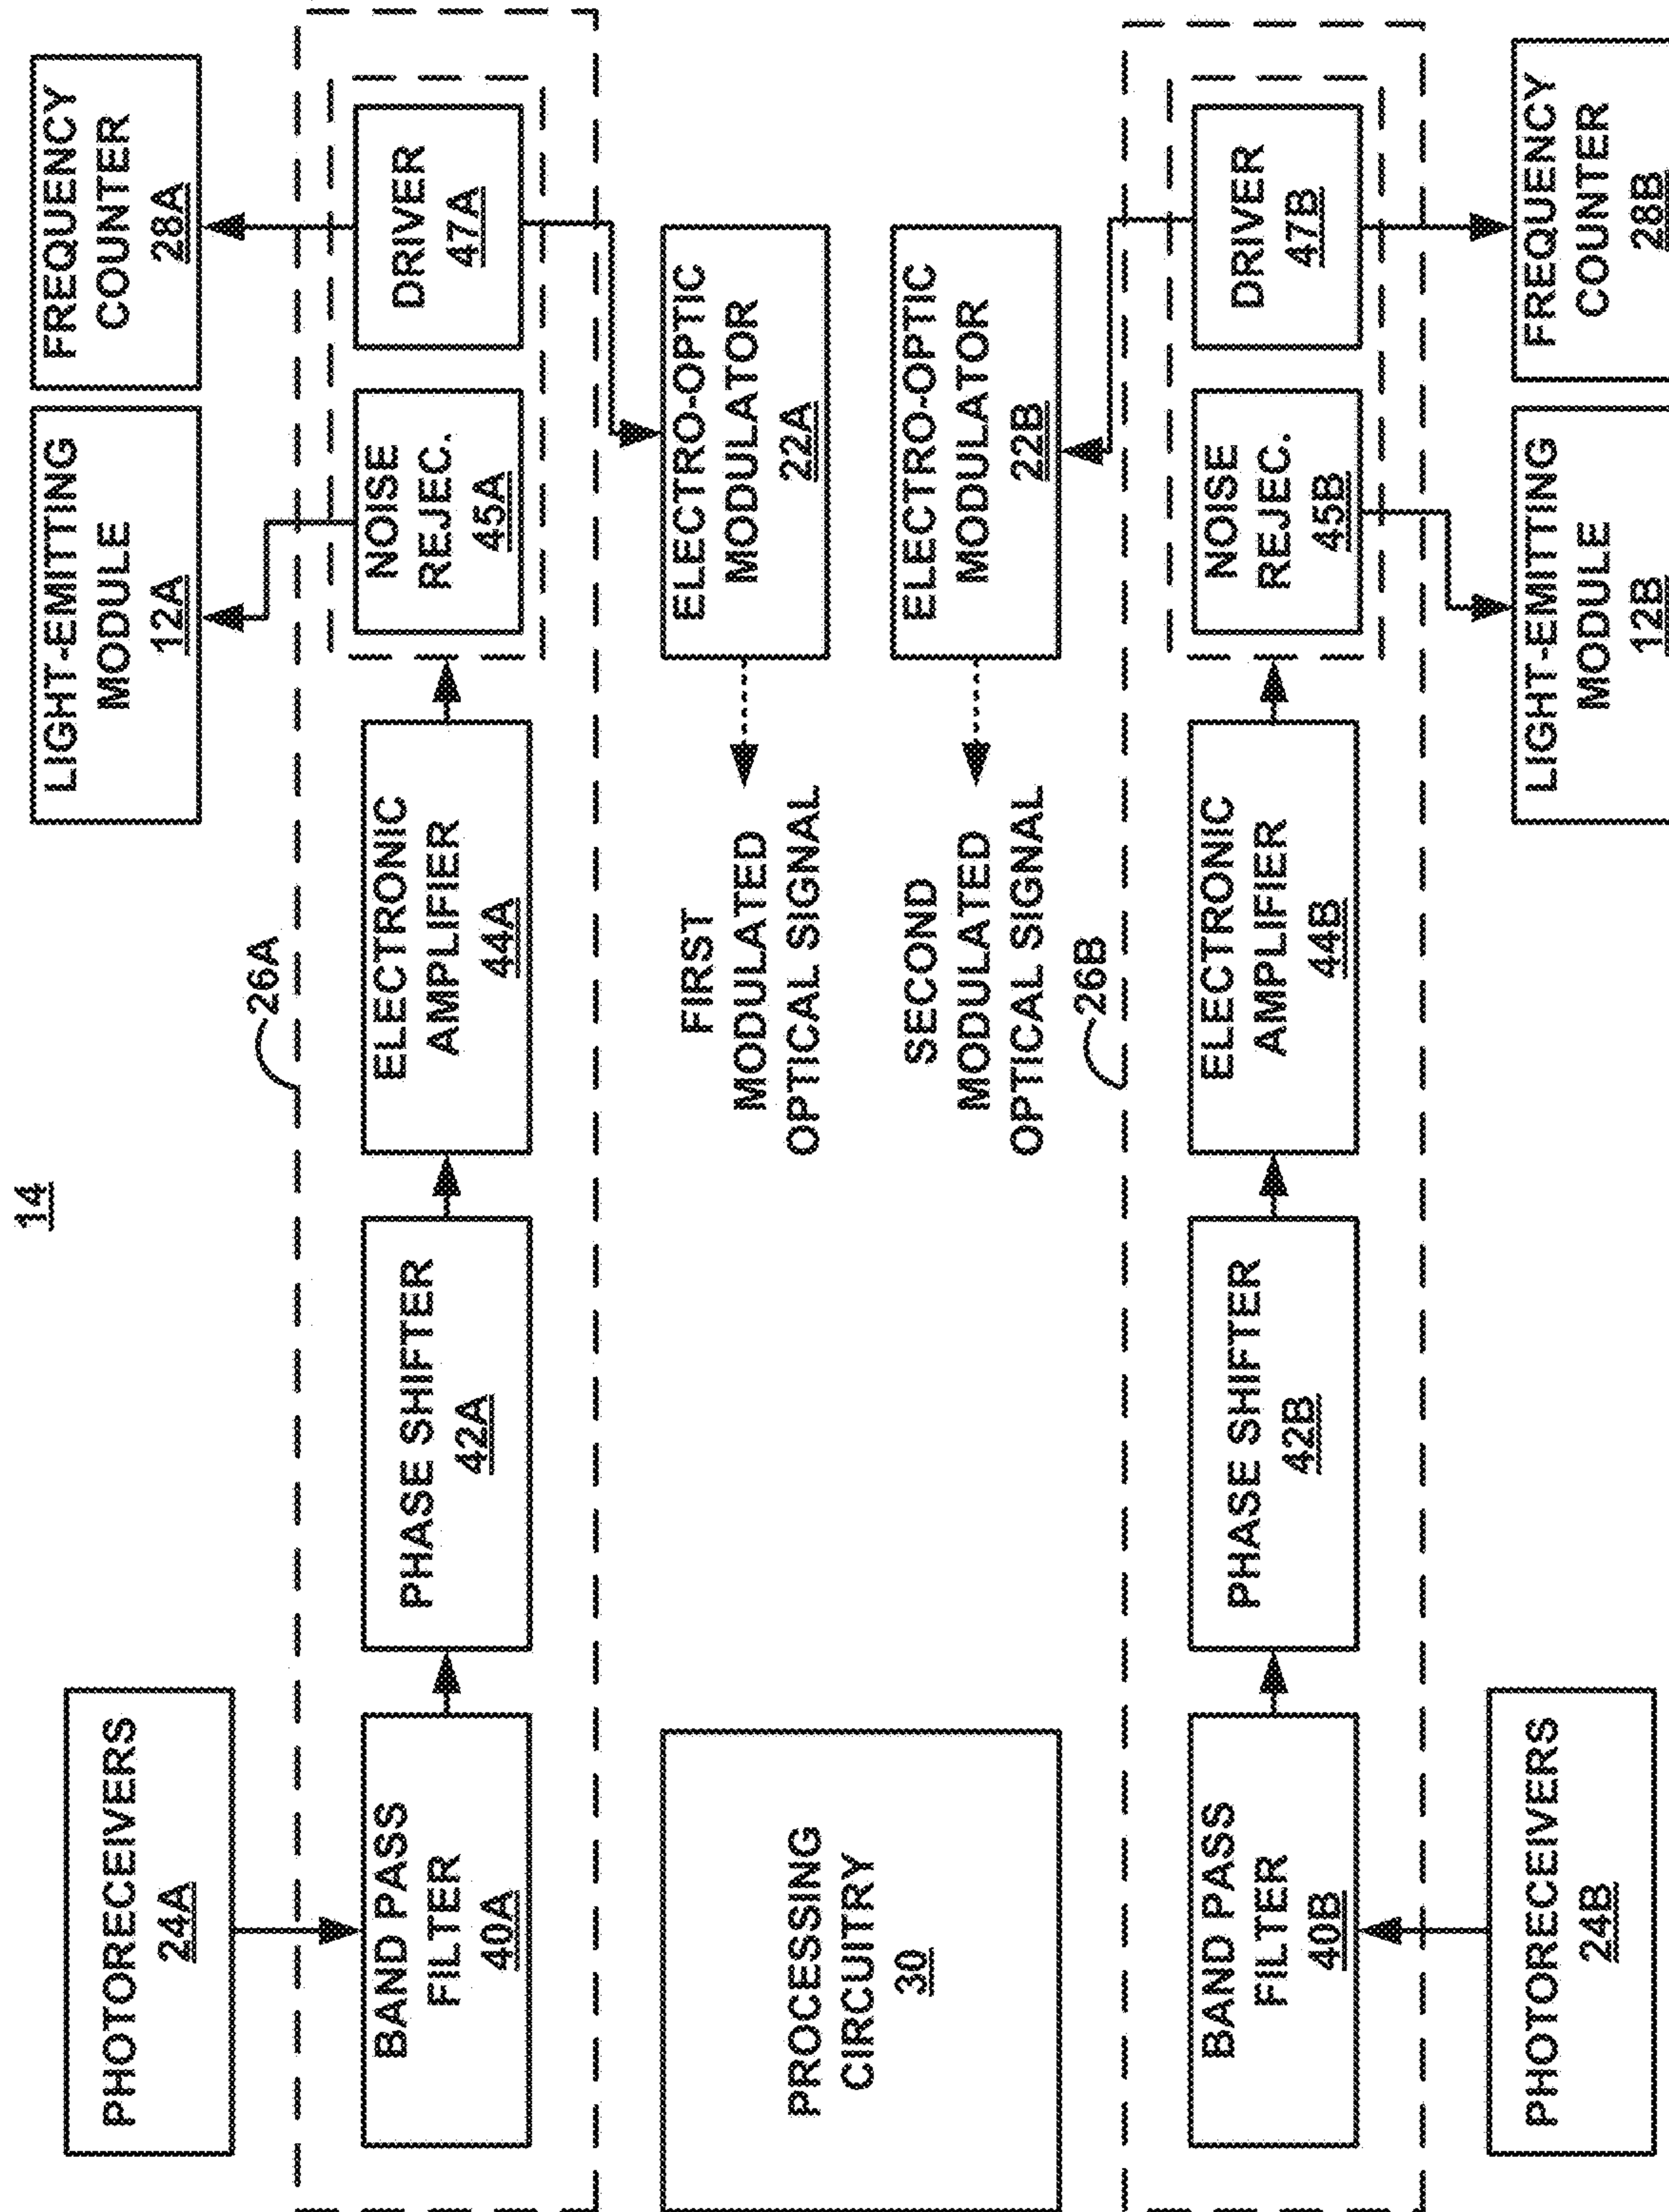 14
PHOTORECEIVERS
24A
LIGHT-EMITTING
MODULE
12A
FREQUENCY
COUNTER
28A
26A
BAND PASS
FILTER
40A
PHASE SHIFTER
42A
ELECTRONIC
AMPLIFIER
44A
NOISE
REJEC.
45A
DRIVER
47A
PROCESSING
CIRCUITRY
30
FIRST
MODULATED
OPTICAL SIGNAL
ELECTRO-OPTIC
MODULATOR
22A
SECOND
MODULATED
OPTICAL SIGNAL
ELECTRO-OPTIC
MODULATOR
22B
26B
BAND PASS
FILTER
40B
PHASE SHIFTER
42B
ELECTRONIC
AMPLIFIER
44B
NOISE
REJEC.
45B
DRIVER
47B
PHOTORECEIVERS
24B
LIGHT-EMITTING
MODULE
12B
FREQUENCY
COUNTER
28B